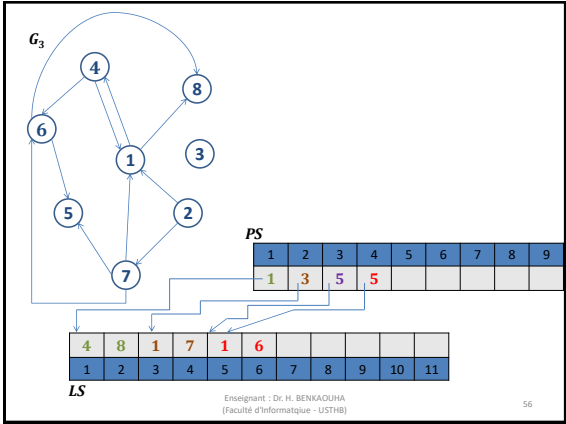 G₃
4
8
6
1
3
5
2
7
PS
1 2 3 4 5 6 7 8 9
1 3 5 5
4 8 1 7 1 6
1 2 3 4 5 6 7 8 9 10 11
LS
Enseignant : Dr. H. BENKAOUHA
(Faculté d'Informatqiue - USTHB)
56